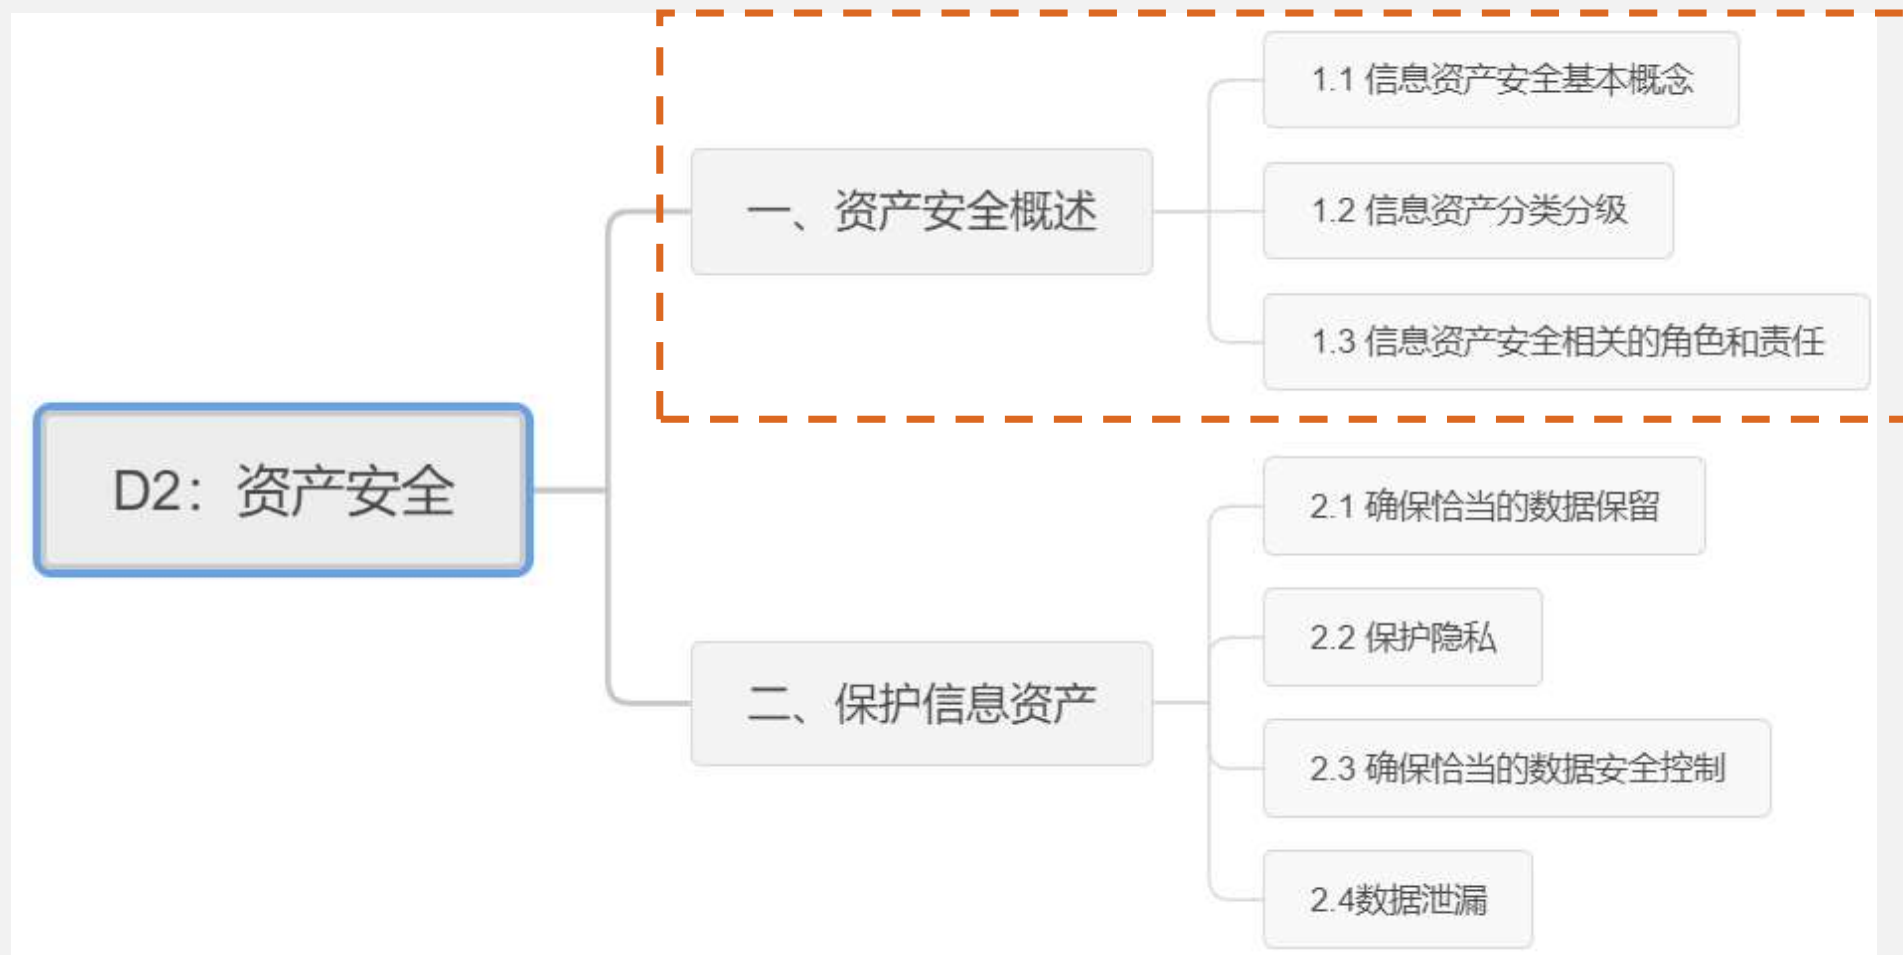 D2：资产安全
一、资产安全概述
1.1 信息资产安全基本概念
1.2 信息资产分类分级
1.3 信息资产安全相关的角色和责任
二、保护信息资产
2.1 确保恰当的数据保留
2.2 保护隐私
2.3 确保恰当的数据安全控制
2.4数据泄漏